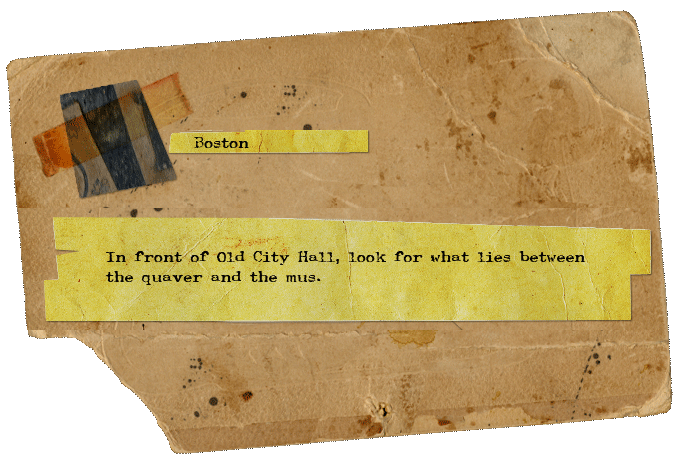 Boston
In front of Old City Hall, look for what lies between
the quaver and the mus.